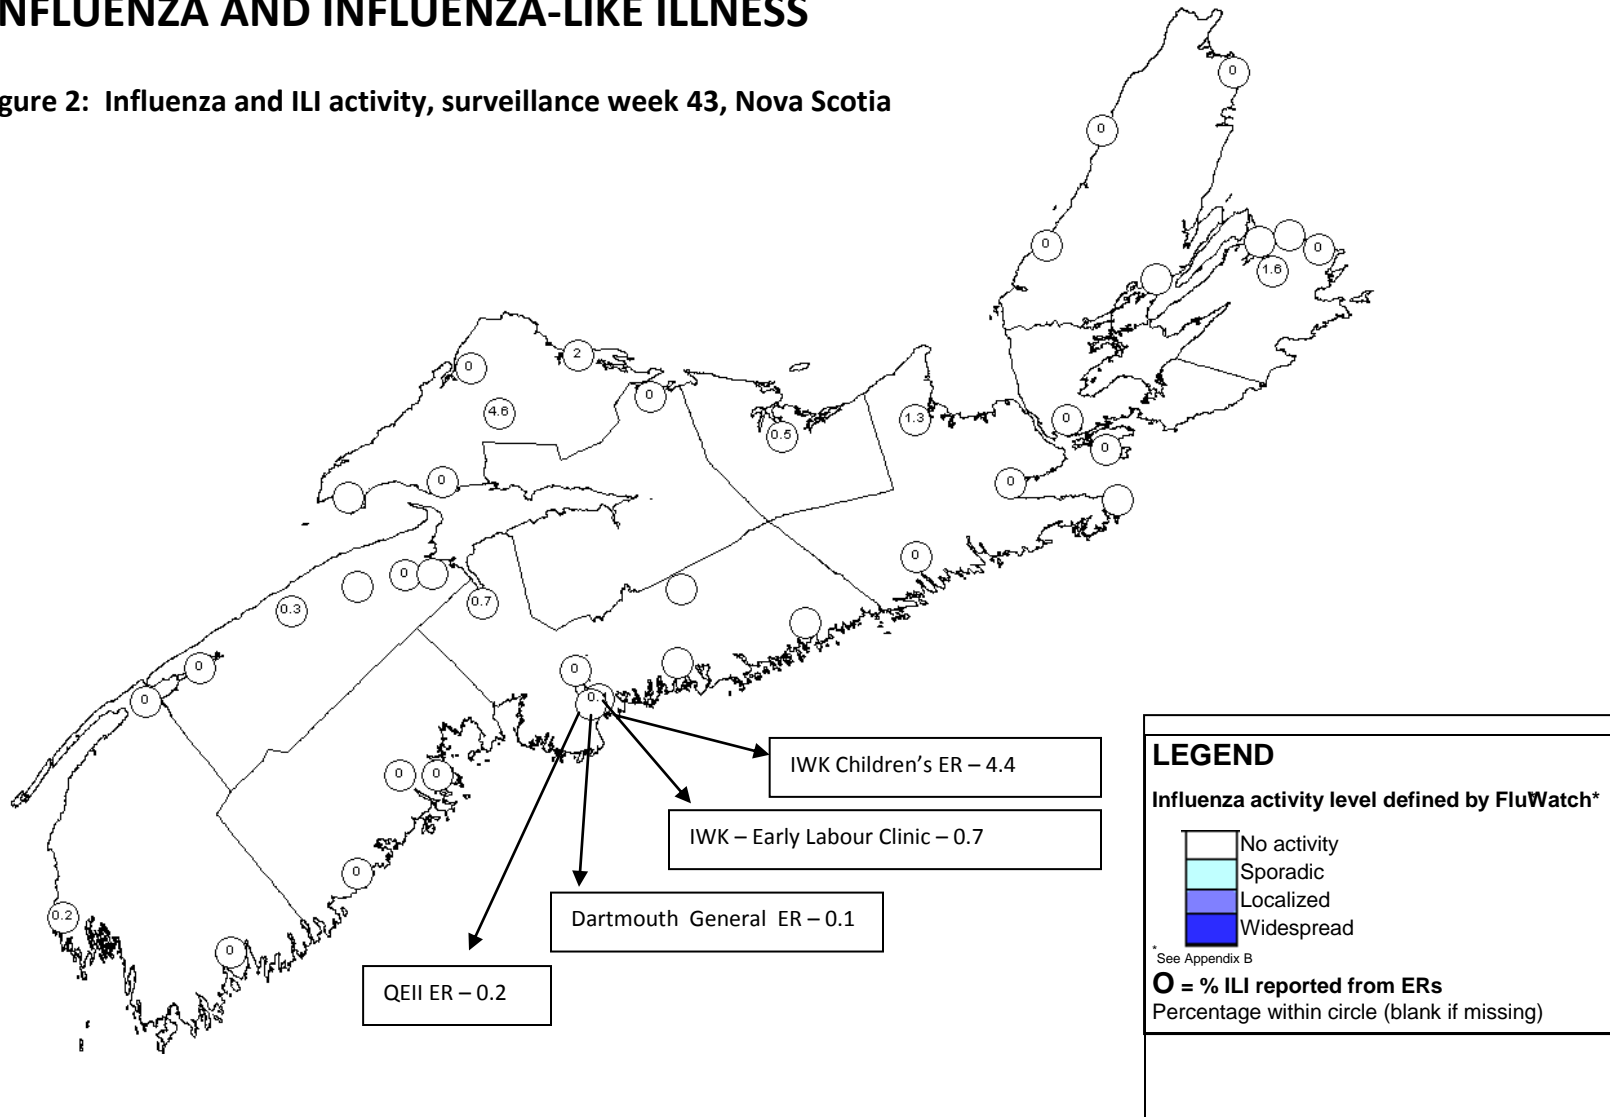 NFLUENZA AND INFLUENZA-LIKE ILLNESS
gure 2: Influenza and ILI activity, surveillance week 43, Nova Scotia
0
0
0
0
1.6
2
0
0
4.6
1.3
0.5
0
0
0
0
0
0
0.3
0.7
0
0
0
0.
0
0
0
0.2
0
IWK Children's ER – 4.4
IWK – Early Labour Clinic – 0.7
Dartmouth General ER – 0.1
QEII ER – 0.2
LEGEND
Influenza activity level defined by FluWatch*
No activity
Sporadic
Localized
Widespread
*
See Appendix B
O = % ILI reported from ERs
Percentage within circle (blank if missing)